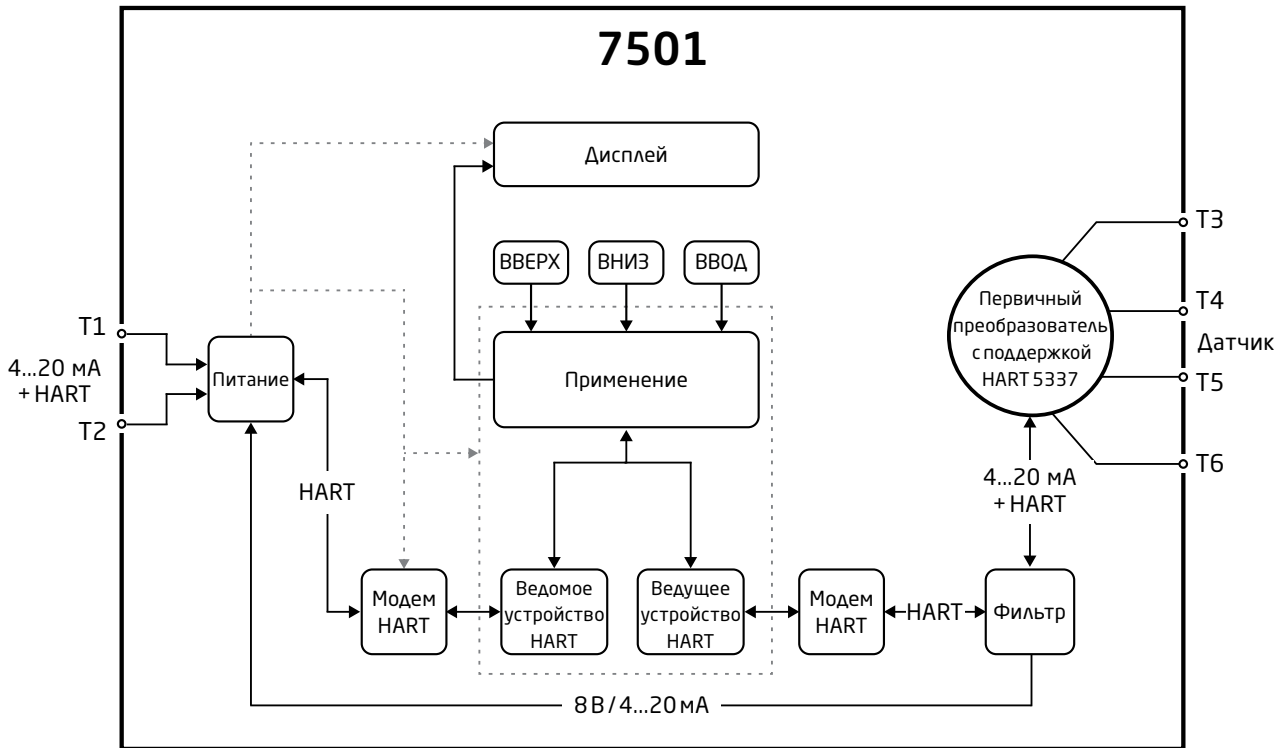 7501
Дисплей
ВВЕРХ
ВНИЗ
ВВОД
T1
4...20 мА
+ HART
T2
Питание
Применение
Первичный
преобразователь
с поддержкой
HART 5337
T3
T4
Датчик
T5
T6
HART
4...20 мА
+ HART
Модем
HART
Ведомое
устройство
HART
Ведущее
устройство
HART
Модем
HART
HART
Фильтр
8 В / 4...20 мА